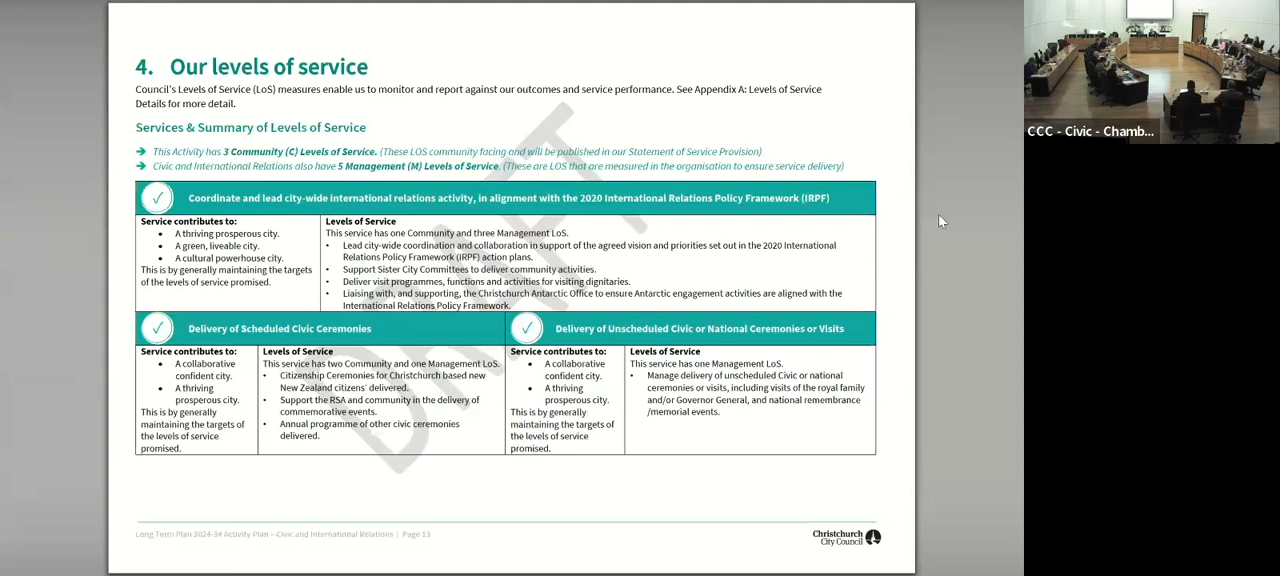 4. Our levels of service
Council's Levels of Service (LoS) measures enable us to monitor and report against our outcomes and service performance. See Appendix A: Levels of Service
Details for more detail.
Services & Summary of Levels of Service
➔ This Activity has 3 Community (C) Levels of Service. (These LOS community facing and will be published in our Statement of Service Provision)
➔ Civic and International Relations also have 5 Management (M) Levels of Service. (These are LOS that are measured in the organisation to ensure service delivery)
Coordinate and lead city-wide international relations activity, in alignment with the 2020 International Relations Policy Framework (IRPF)
Service contributes to:
• A thriving prosperous city.
• A green, liveable city.
• A cultural powerhouse city.
This is by generally maintaining the targets
of the levels of service promised.
Levels of Service
This service has one Community and three Management LoS.
• Lead city-wide coordination and collaboration in support of the agreed vision and priorities set out in the 2020 International
Relations Policy Framework (IRPF) action plans.
• Support Sister City Committees to deliver community activities.
• Deliver visit programmes, functions and activities for visiting dignitaries.
• Liaising with, and supporting, the Christchurch Antarctic Office to ensure Antarctic engagement activities are aligned with the
International Relations Policy Framework.
Delivery of Scheduled Civic Ceremonies
Service contributes to:
• A collaborative
confident city.
• A thriving
prosperous city.
This is by generally
maintaining the targets of
the levels of service
promised.
Levels of Service
This service has two Community and one Management LoS.
• Citizenship Ceremonies for Christchurch based new
New Zealand citizens' delivered.
• Support the RSA and community in the delivery of
commemorative events.
• Annual programme of other civic ceremonies
delivered.
Delivery of Unscheduled Civic or National Ceremonies or Visits
Service contributes to:
• A collaborative
confident city.
• A thriving
prosperous city.
This is by generally
maintaining the targets of
the levels of service
promised.
Levels of Service
This service has one Management LoS.
• Manage delivery of unscheduled Civic or national
ceremonies or visits, including visits of the royal family
and/or Governor General, and national remembrance
/memorial events.
DRAFT
Long Term Plan 2024-34 Activity Plan – Civic and International Relations | Page 13
Christchurch
City Council
CCC - Civic - Chamb...